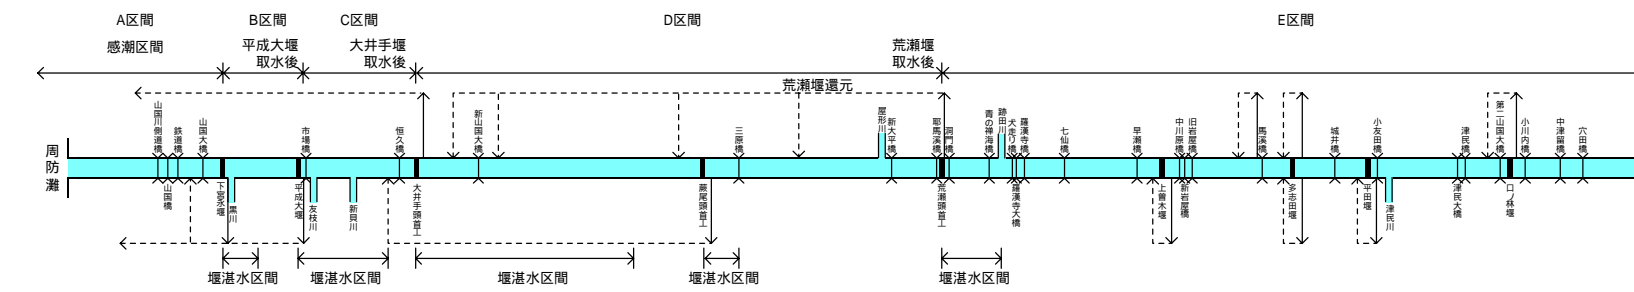 A区間
B区間
C区間
D区間
E区間
感潮区間
平成大堰
取水後
大井手堰
取水後
荒瀬堰
取水後
荒瀬堰還元
山国川側道橋
鉄道橋
山国大橋
市場橋
恒久橋
新山国大橋
三原橋
屋形川
新大平橋
耶馬溪橋
洞門橋
青の禅海橋
跡田川
犬走り橋
羅漢寺橋
七仙橋
早瀬橋
中川原橋
旧岩屋橋
馬溪橋
城井橋
小友田橋
津民橋
第二山国大橋
小川内橋
中津留橋
穴田橋
周防灘
山国橋
下宮永堰
黒川
平成大堰
友枝川
新貝川
大井手頭首工
蕨尾頭首工
荒瀬頭首工
羅漢寺大橋
上曽木堰
新岩屋橋
多志田堰
平田堰
津民川
津民大橋
口ノ林堰
堰湛水区間
堰湛水区間
堰湛水区間
堰湛水区間
堰湛水区間